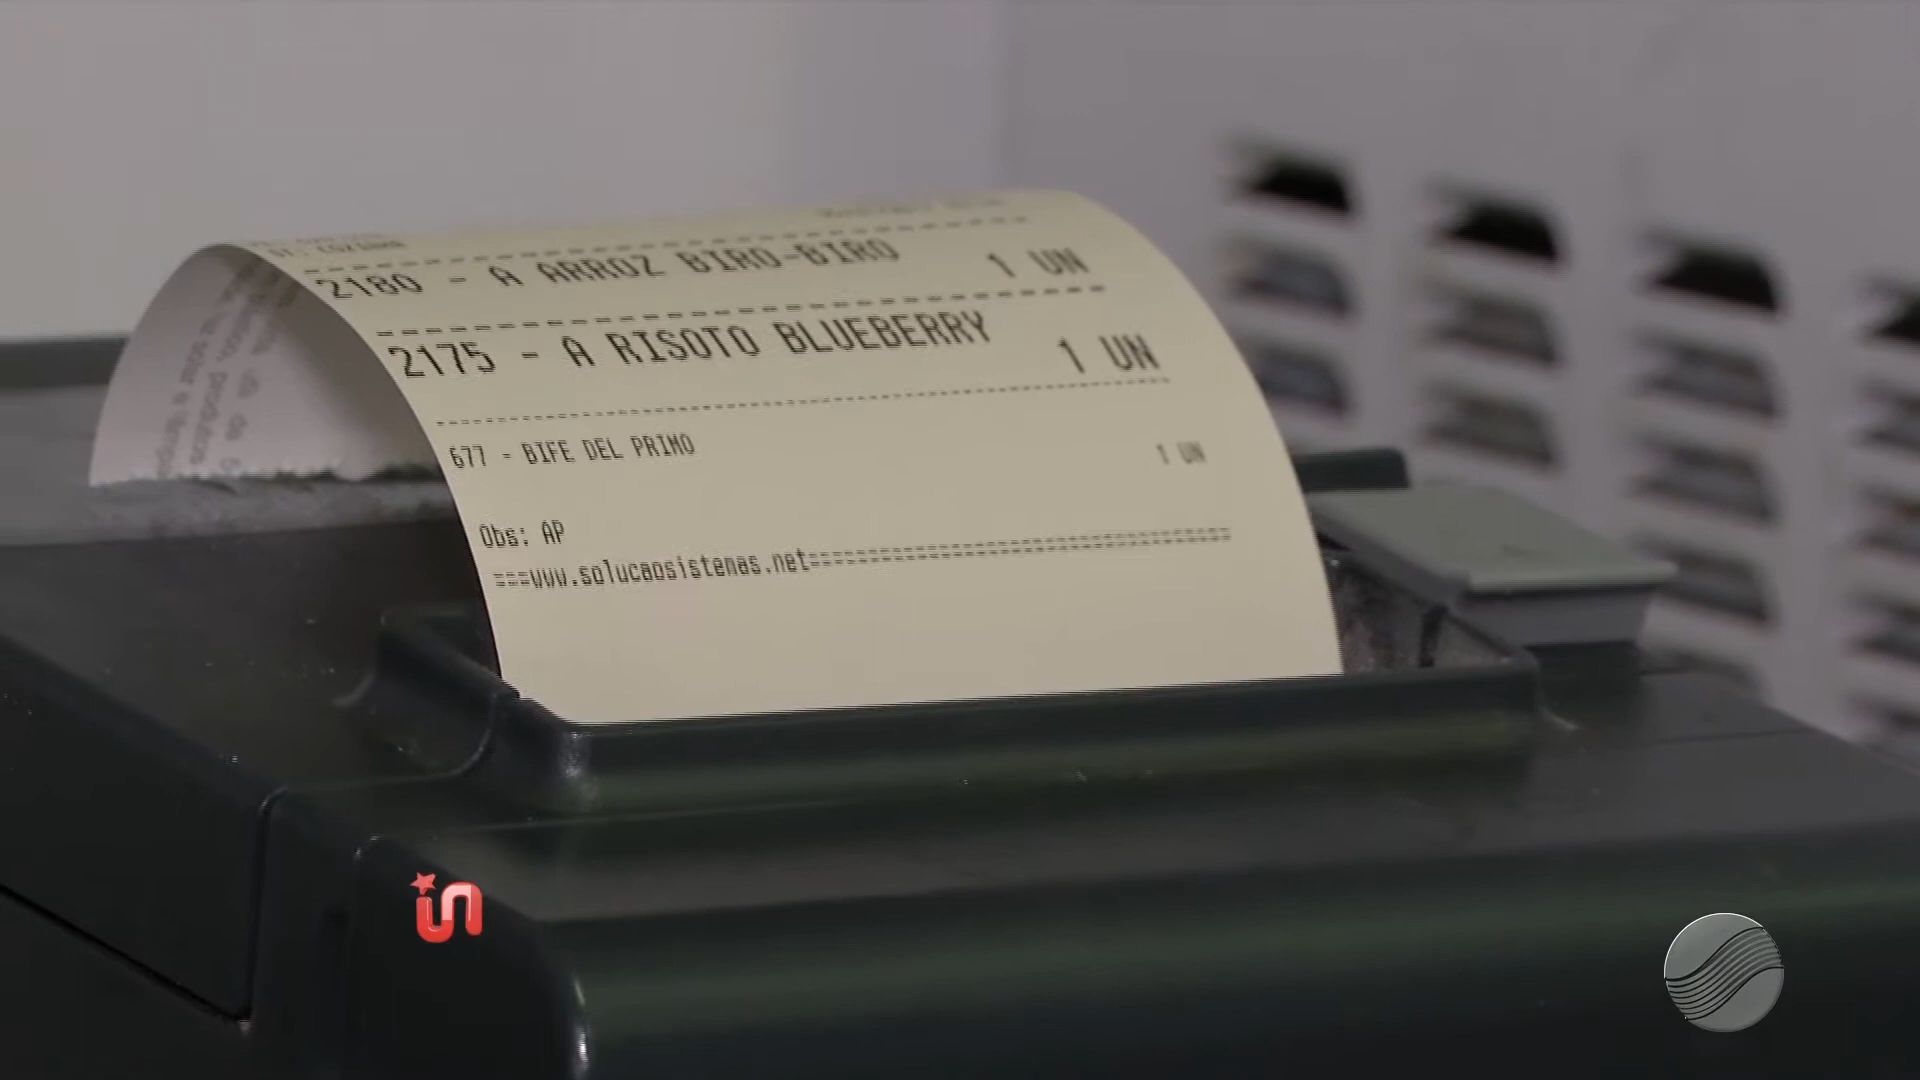 2180 - A ARROZ BIRO-BIRO 1 UN
2175 - A RISOTO BLUEBERRY 1 UN
677 - BIFE DEL PRIMO 1 UN
Obs: AP
===www.solucaosistemas.net===================================